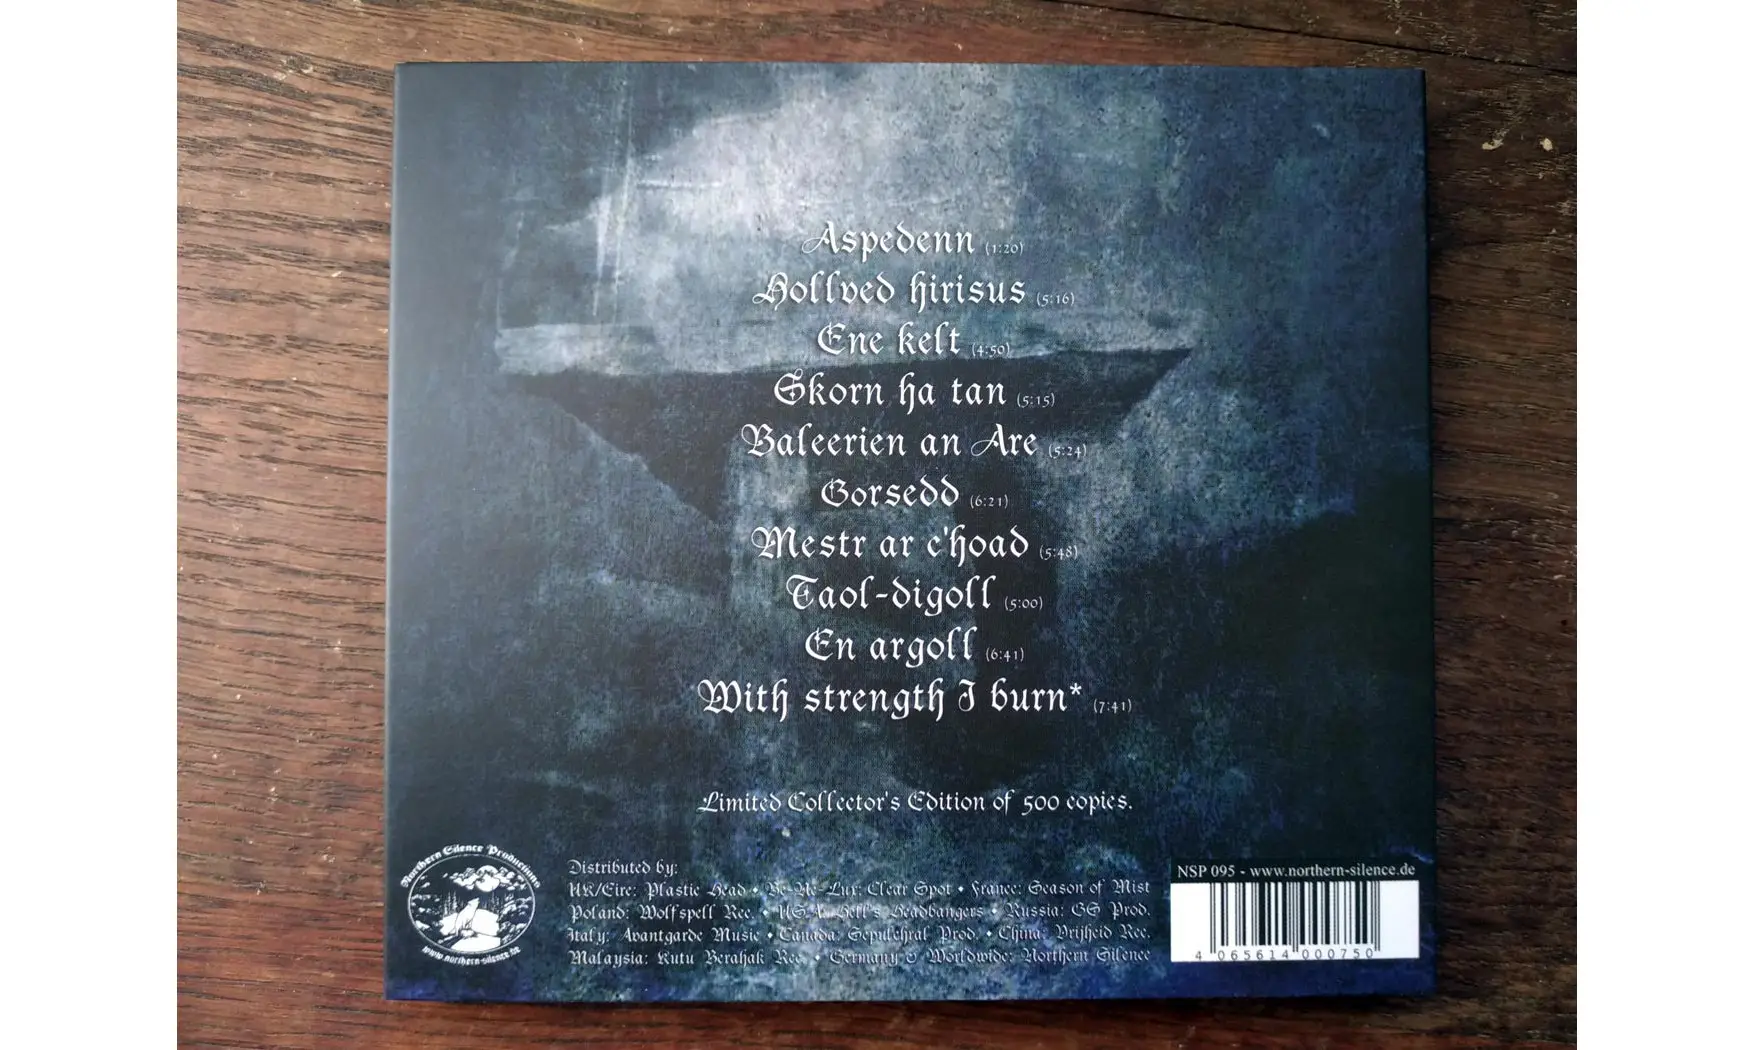 Aspedenn (1:20)
Hollved hirisus (5:16)
Ene kelt (4:50)
Skorn ha tan (5:15)
Baleerien an Are (5:24)
Gorsedd (6:21)
Mestr ar c'hoad (5:48)
Taol-digoll (5:00)
En argoll (6:41)
With strength I burn* (7:41)
Limited Collector's Edition of 500 copies.
Northern Silence Productions
www.northern-silence.de
Distributed by:
UK/Eire: Plastic Head • Be-Ne-Lux: Clear Spot • France: Season of Mist
Poland: Wolfspell Rec. • USA: Hell's Headbangers • Russia: GS Prod.
Italy: Avantgarde Music • Canada: Sepulchral Prod. • China: Vrijheid Rec.
Malaysia: Kutu Berahak Rec. • Germany & Worldwide: Northern Silence
NSP 095 - www.northern-silence.de
4 065614 000750